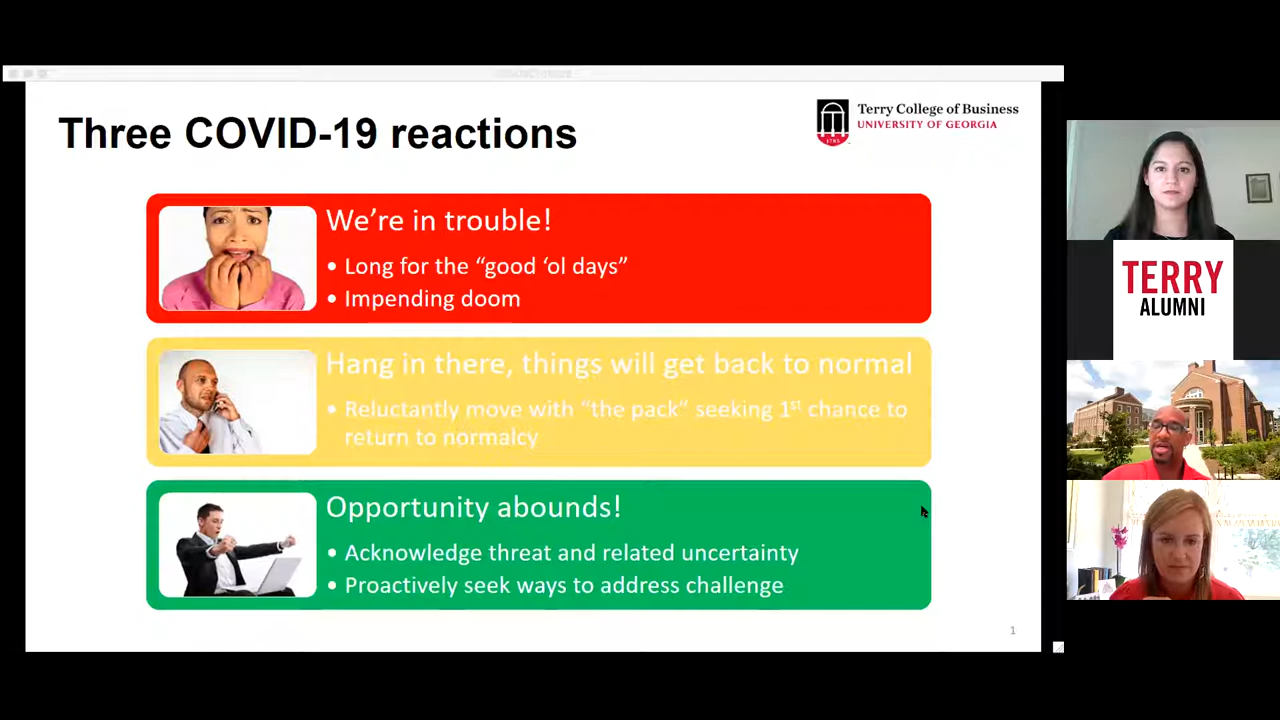 Three COVID-19 reactions
Terry College of Business
UNIVERSITY OF GEORGIA
1785
We’re in trouble!
• Long for the “good ‘ol days”
• Impending doom
Hang in there, things will get back to normal
• Reluctantly move with “the pack” seeking 1st chance to
return to normalcy
Opportunity abounds!
• Acknowledge threat and related uncertainty
• Proactively seek ways to address challenge
1
TERRY
ALUMNI